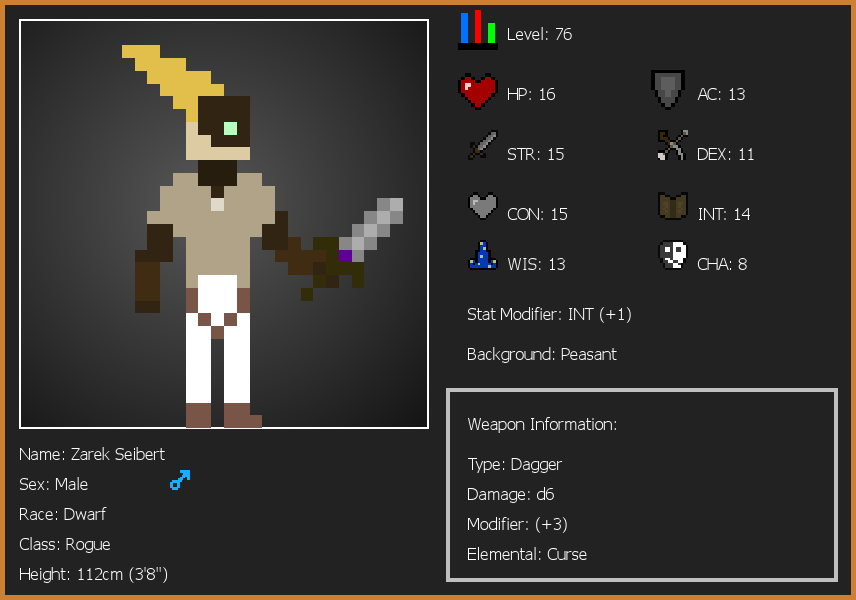 Level: 76
HP: 16
AC: 13
STR: 15
DEX: 11
CON: 15
INT: 14
WIS: 13
CHA: 8
Stat Modifier: INT (+1)
Background: Peasant
Weapon Information:
Type: Dagger
Damage: d6
Modifier: (+3)
Elemental: Curse
Name: Zarek Seibert
Sex: Male
Race: Dwarf
Class: Rogue
Height: 112cm (3'8")